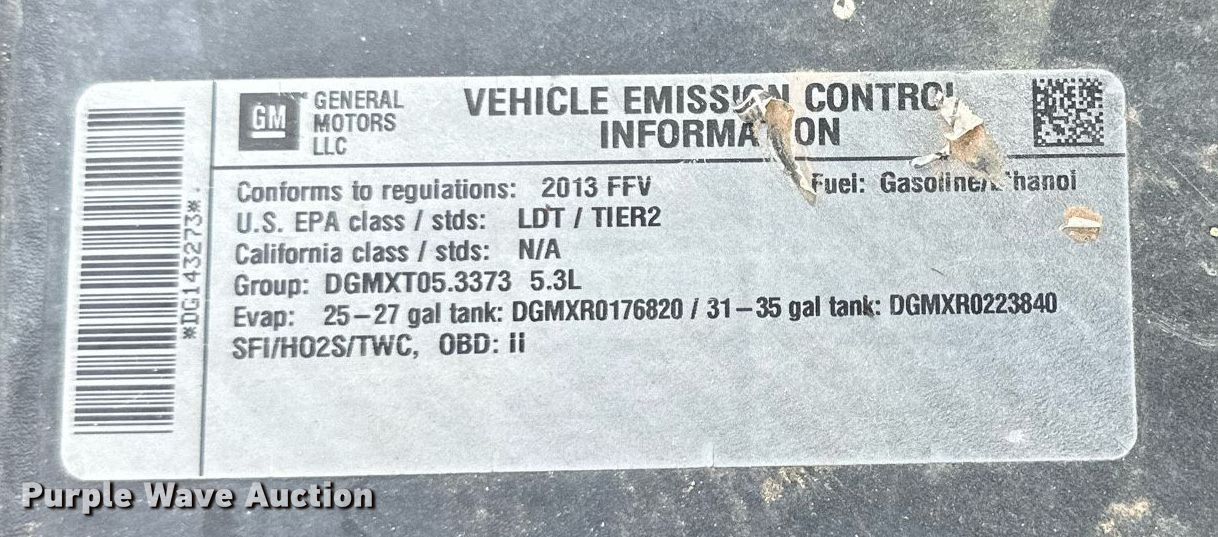 GM GENERAL MOTORS LLC
VEHICLE EMISSION CONTROL
INFORMATION
Conforms to regulations: 2013 FFV Fuel: Gasoline/Ethanol
U.S. EPA class / stds: LDT / TIER2
California class / stds: N/A
Group: DGMXT05.3373 5.3L
Evap: 25-27 gal tank: DGMXR0176820 / 31-35 gal tank: DGMXR0223840
SFI/HO2S/TWC, OBD: II
*DG143273*.
Purple Wave Auction